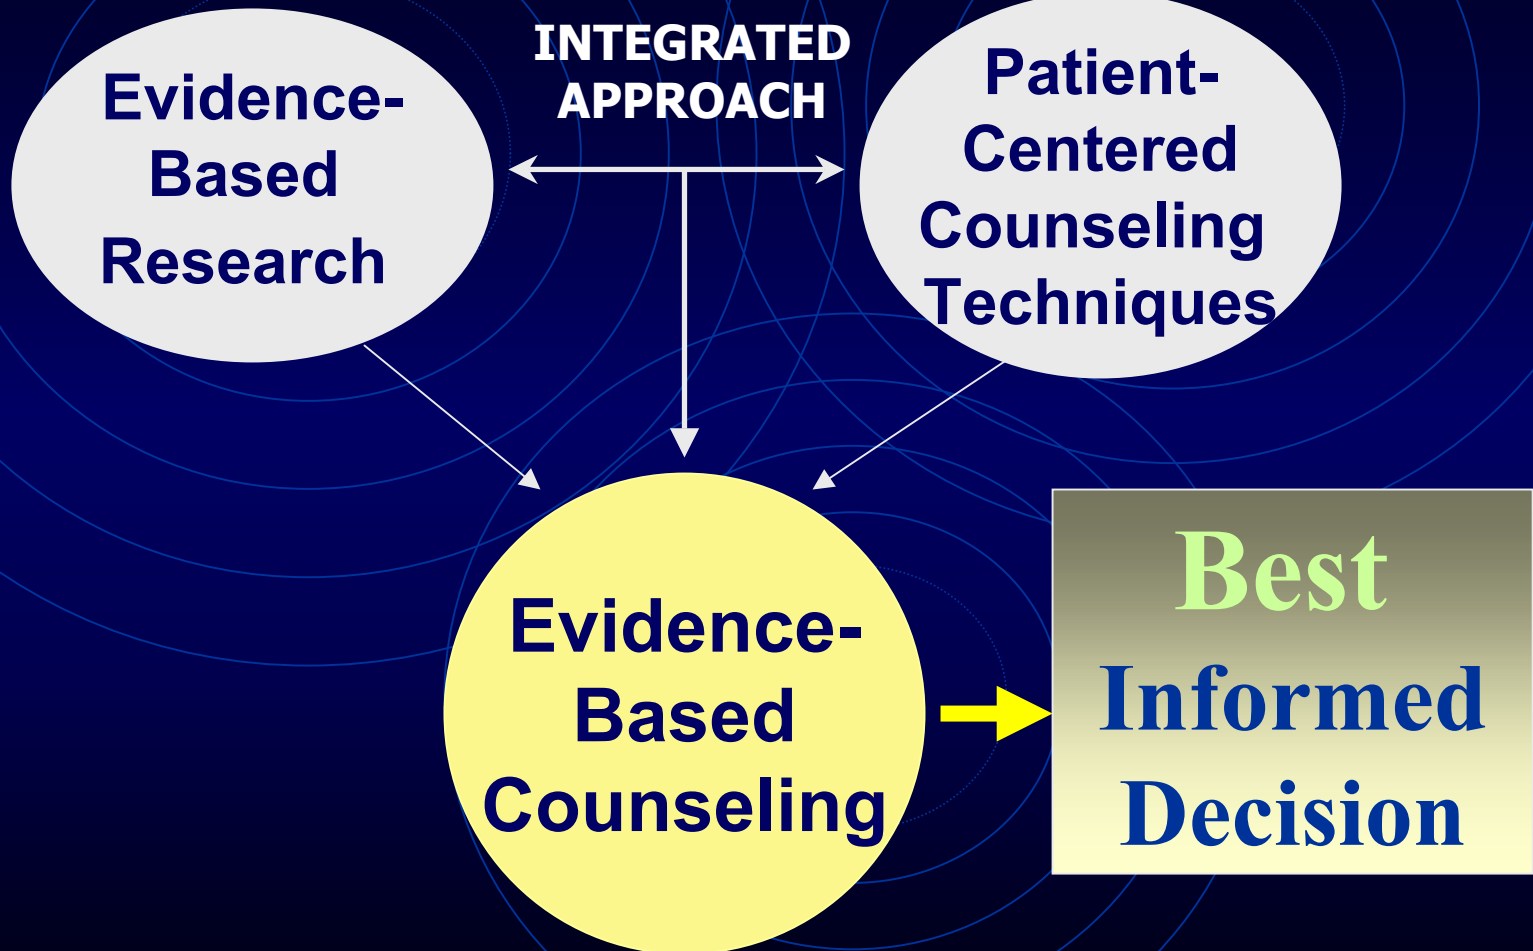 Evidence-
Based
Research
INTEGRATED
APPROACH
Patient-
Centered
Counseling
Techniques
Evidence-
Based
Counseling
Best
Informed
Decision